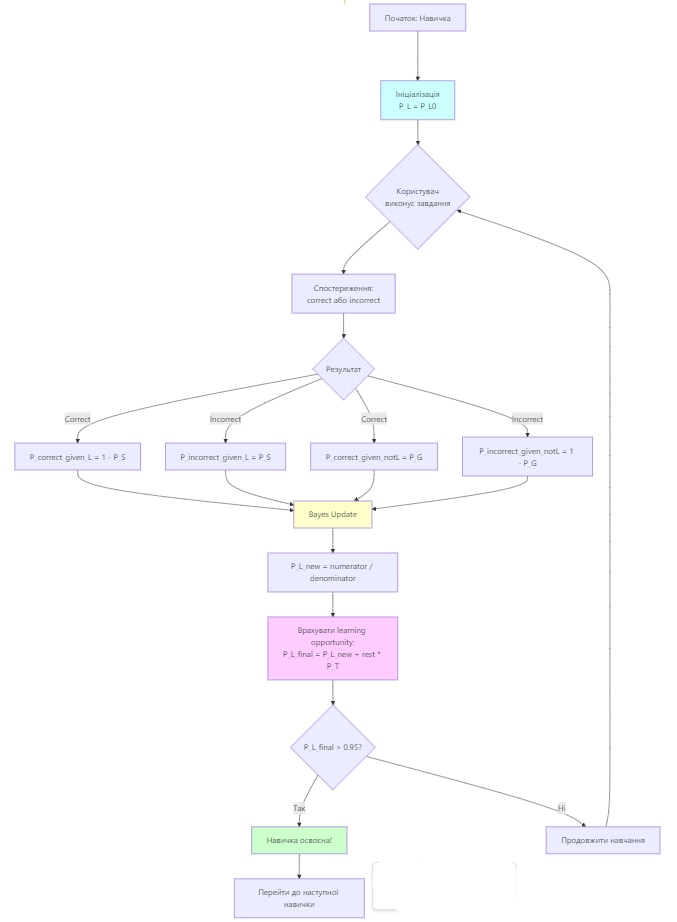 Початок: Навичка
Ініціалізація
P_L = P_L0
Користувач
виконує завдання
Спостереження:
correct або incorrect
Результат
Correct
Incorrect
Correct
Incorrect
P_correct_given_L = 1 - P_S
P_incorrect_given_L = P_S
P_correct_given_notL = P_G
P_incorrect_given_notL = 1
- P_G
Bayes Update
P_L_new = numerator /
denominator
Врахувати learning
opportunity:
P_L_final = P_L_new + rest *
P_T
P_L_final > 0.95?
Так
Ні
Навичка освоєна!
Продовжити навчання
Перейти до наступної
навички